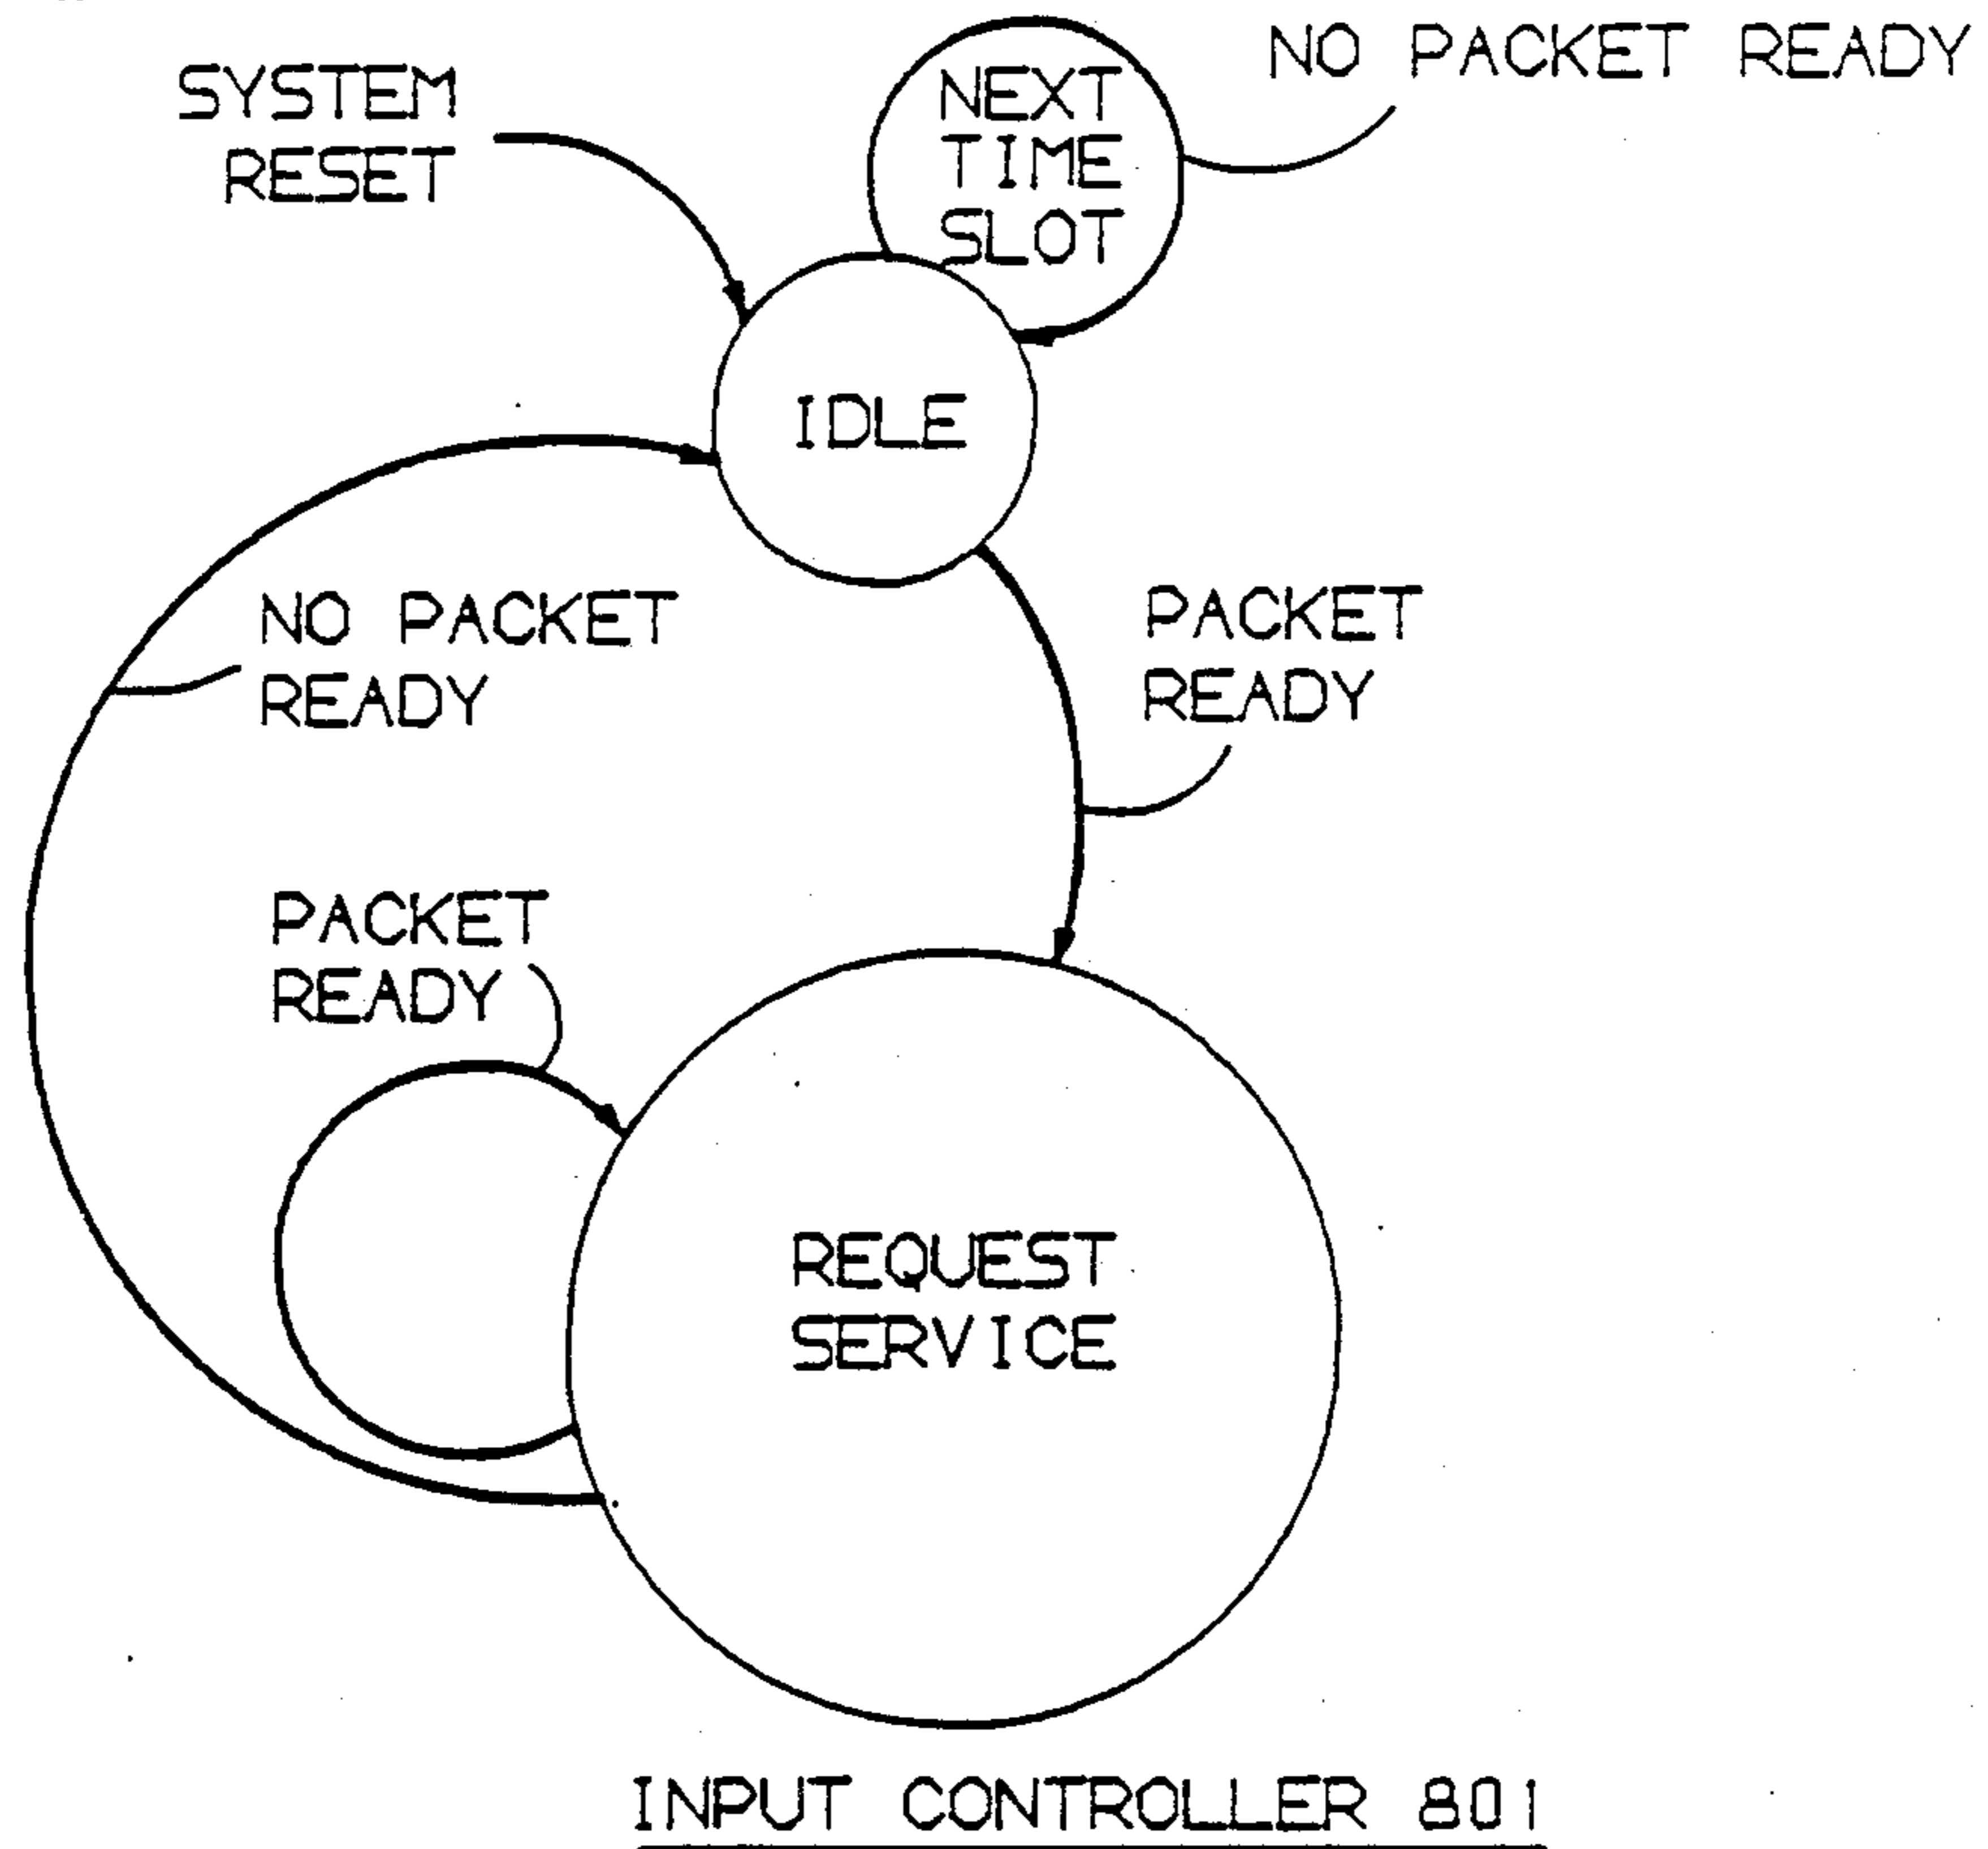 SYSTEM
RESET
NEXT
TIME
SLOT
NO PACKET READY
IDLE
NO PACKET
READY
PACKET
READY
PACKET
READY
REQUEST
SERVICE
INPUT CONTROLLER 801